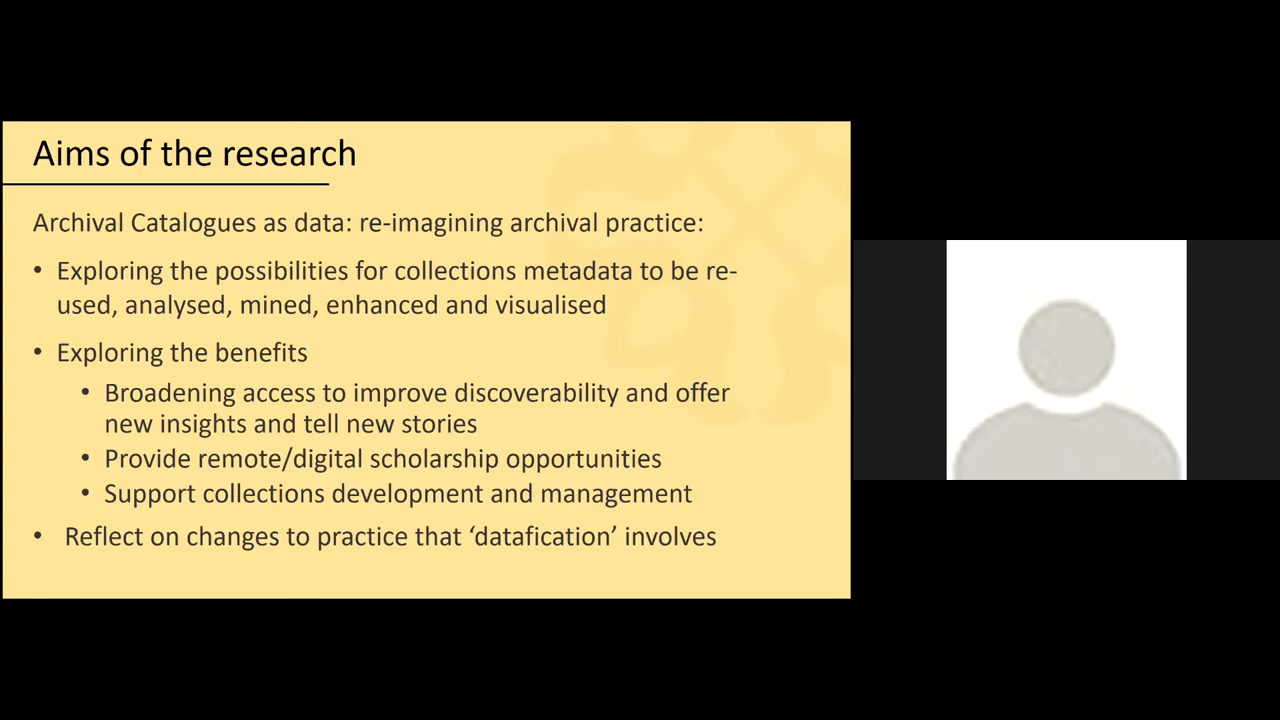 Aims of the research
Archival Catalogues as data: re-imagining archival practice:
• Exploring the possibilities for collections metadata to be re-
used, analysed, mined, enhanced and visualised
• Exploring the benefits
• Broadening access to improve discoverability and offer
new insights and tell new stories
• Provide remote/digital scholarship opportunities
• Support collections development and management
• Reflect on changes to practice that ‘datafication’ involves